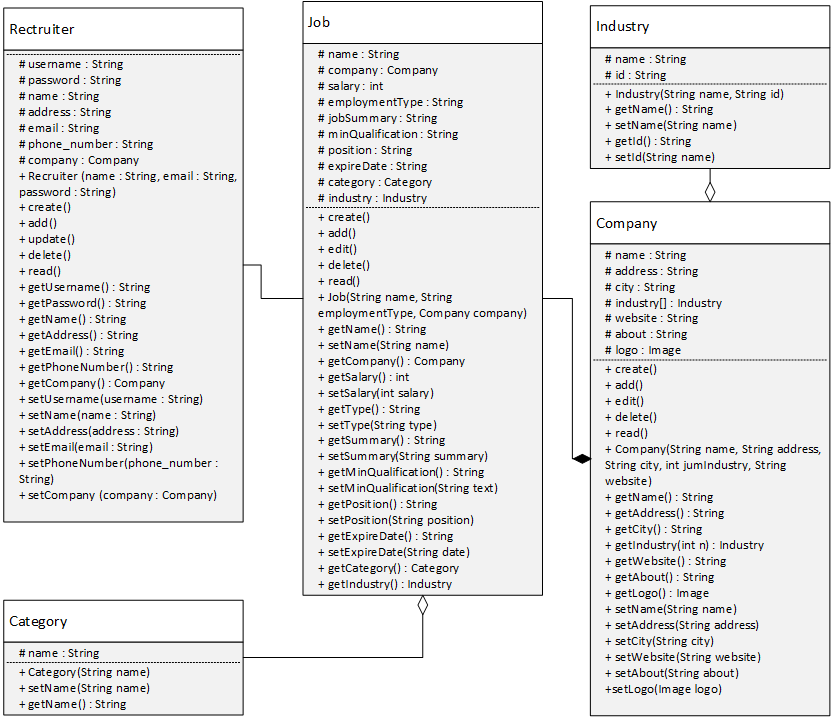 Rectruiter
# username : String
# password : String
# name : String
# address : String
# email : String
# phone_number : String
# company : Company
+ Recruiter (name : String, email : String,
password : String)
+ create()
+ add()
+ update()
+ delete()
+ read()
+ getUsername() : String
+ getPassword() : String
+ getName() : String
+ getAddress() : String
+ getEmail() : String
+ getPhoneNumber() : String
+ getCompany() : Company
+ setUsername(username : String)
+ setName(name : String)
+ setAddress(address : String)
+ setEmail(email : String)
+ setPhoneNumber(phone_number :
String)
+ setCompany (company : Company)
Category
# name : String
+ Category(String name)
+ setName(String name)
+ getName() : String
Job
# name : String
# company : Company
# salary : int
# employmentType : String
# jobSummary : String
# minQualification : String
# position : String
# expireDate : String
# category : Category
# industry : Industry
+ create()
+ add()
+ edit()
+ delete()
+ read()
+ Job(String name, String
employmentType, Company company)
+ getName() : String
+ setName(String name)
+ getCompany() : Company
+ getSalary() : int
+ setSalary(int salary)
+ getType() : String
+ setType(String type)
+ getSummary() : String
+ setSummary(String summary)
+ getMinQualification() : String
+ setMinQualification(String text)
+ getPosition() : String
+ setPosition(String position)
+ getExpireDate() : String
+ setExpireDate(String date)
+ getCategory() : Category
+ getIndustry() : Industry
Industry
# name : String
# id : String
+ Industry(String name, String id)
+ getName() : String
+ setName(String name)
+ getId() : String
+ setId(String name)
Company
# name : String
# address : String
# city : String
# industry[] : Industry
# website : String
# about : String
# logo : Image
+ create()
+ add()
+ edit()
+ delete()
+ read()
+ Company(String name, String address,
String city, int jumIndustry, String
website)
+ getName() : String
+ getAddress() : String
+ getCity() : String
+ getIndustry(int n) : Industry
+ getWebsite() : String
+ getAbout() : String
+ getLogo() : Image
+ setName(String name)
+ setAddress(String address)
+ setCity(String city)
+ setWebsite(String website)
+ setAbout(String about)
+setLogo(Image logo)